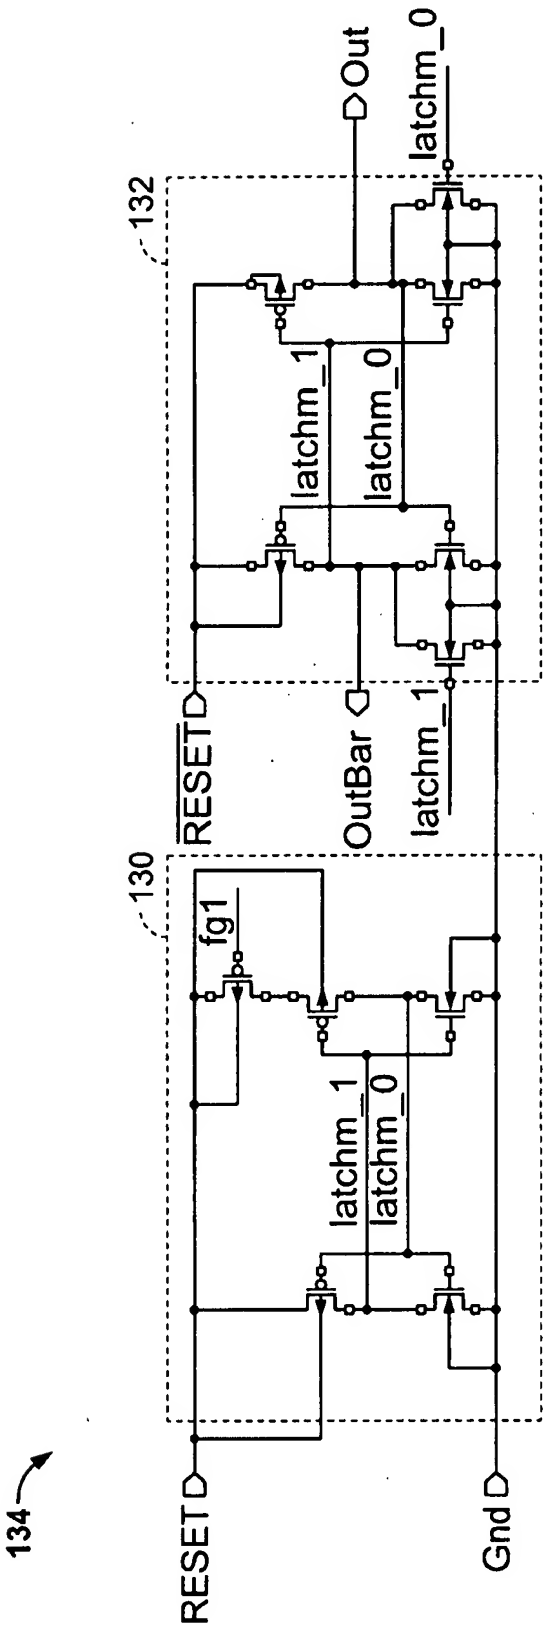 134
RESET
Gnd
130
fg1
latchm_1
latchm_0
RESET
OutBar
latchm_1
132
latchm_1
latchm_0
Out
latchm_0